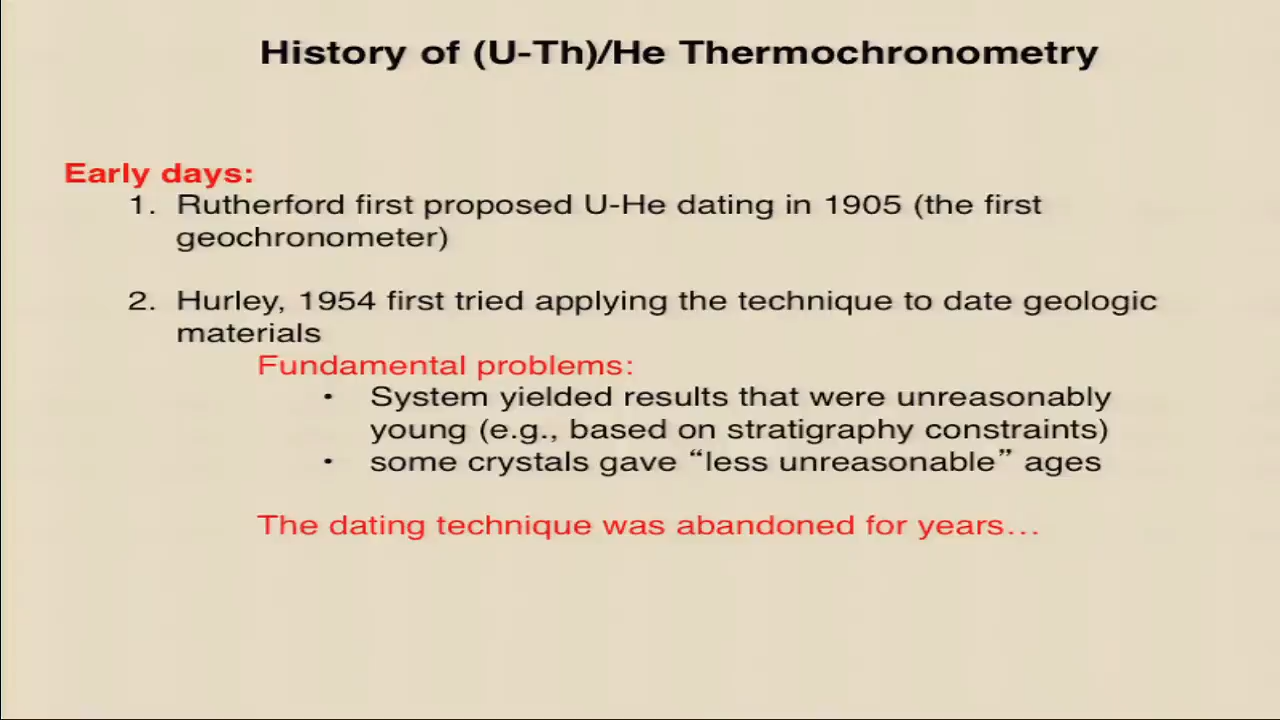 History of (U-Th)/He Thermochronometry
Early days:
1. Rutherford first proposed U-He dating in 1905 (the first
geochronometer)
2. Hurley, 1954 first tried applying the technique to date geologic
materials
Fundamental problems:
• System yielded results that were unreasonably
young (e.g., based on stratigraphy constraints)
• some crystals gave “less unreasonable” ages
The dating technique was abandoned for years…